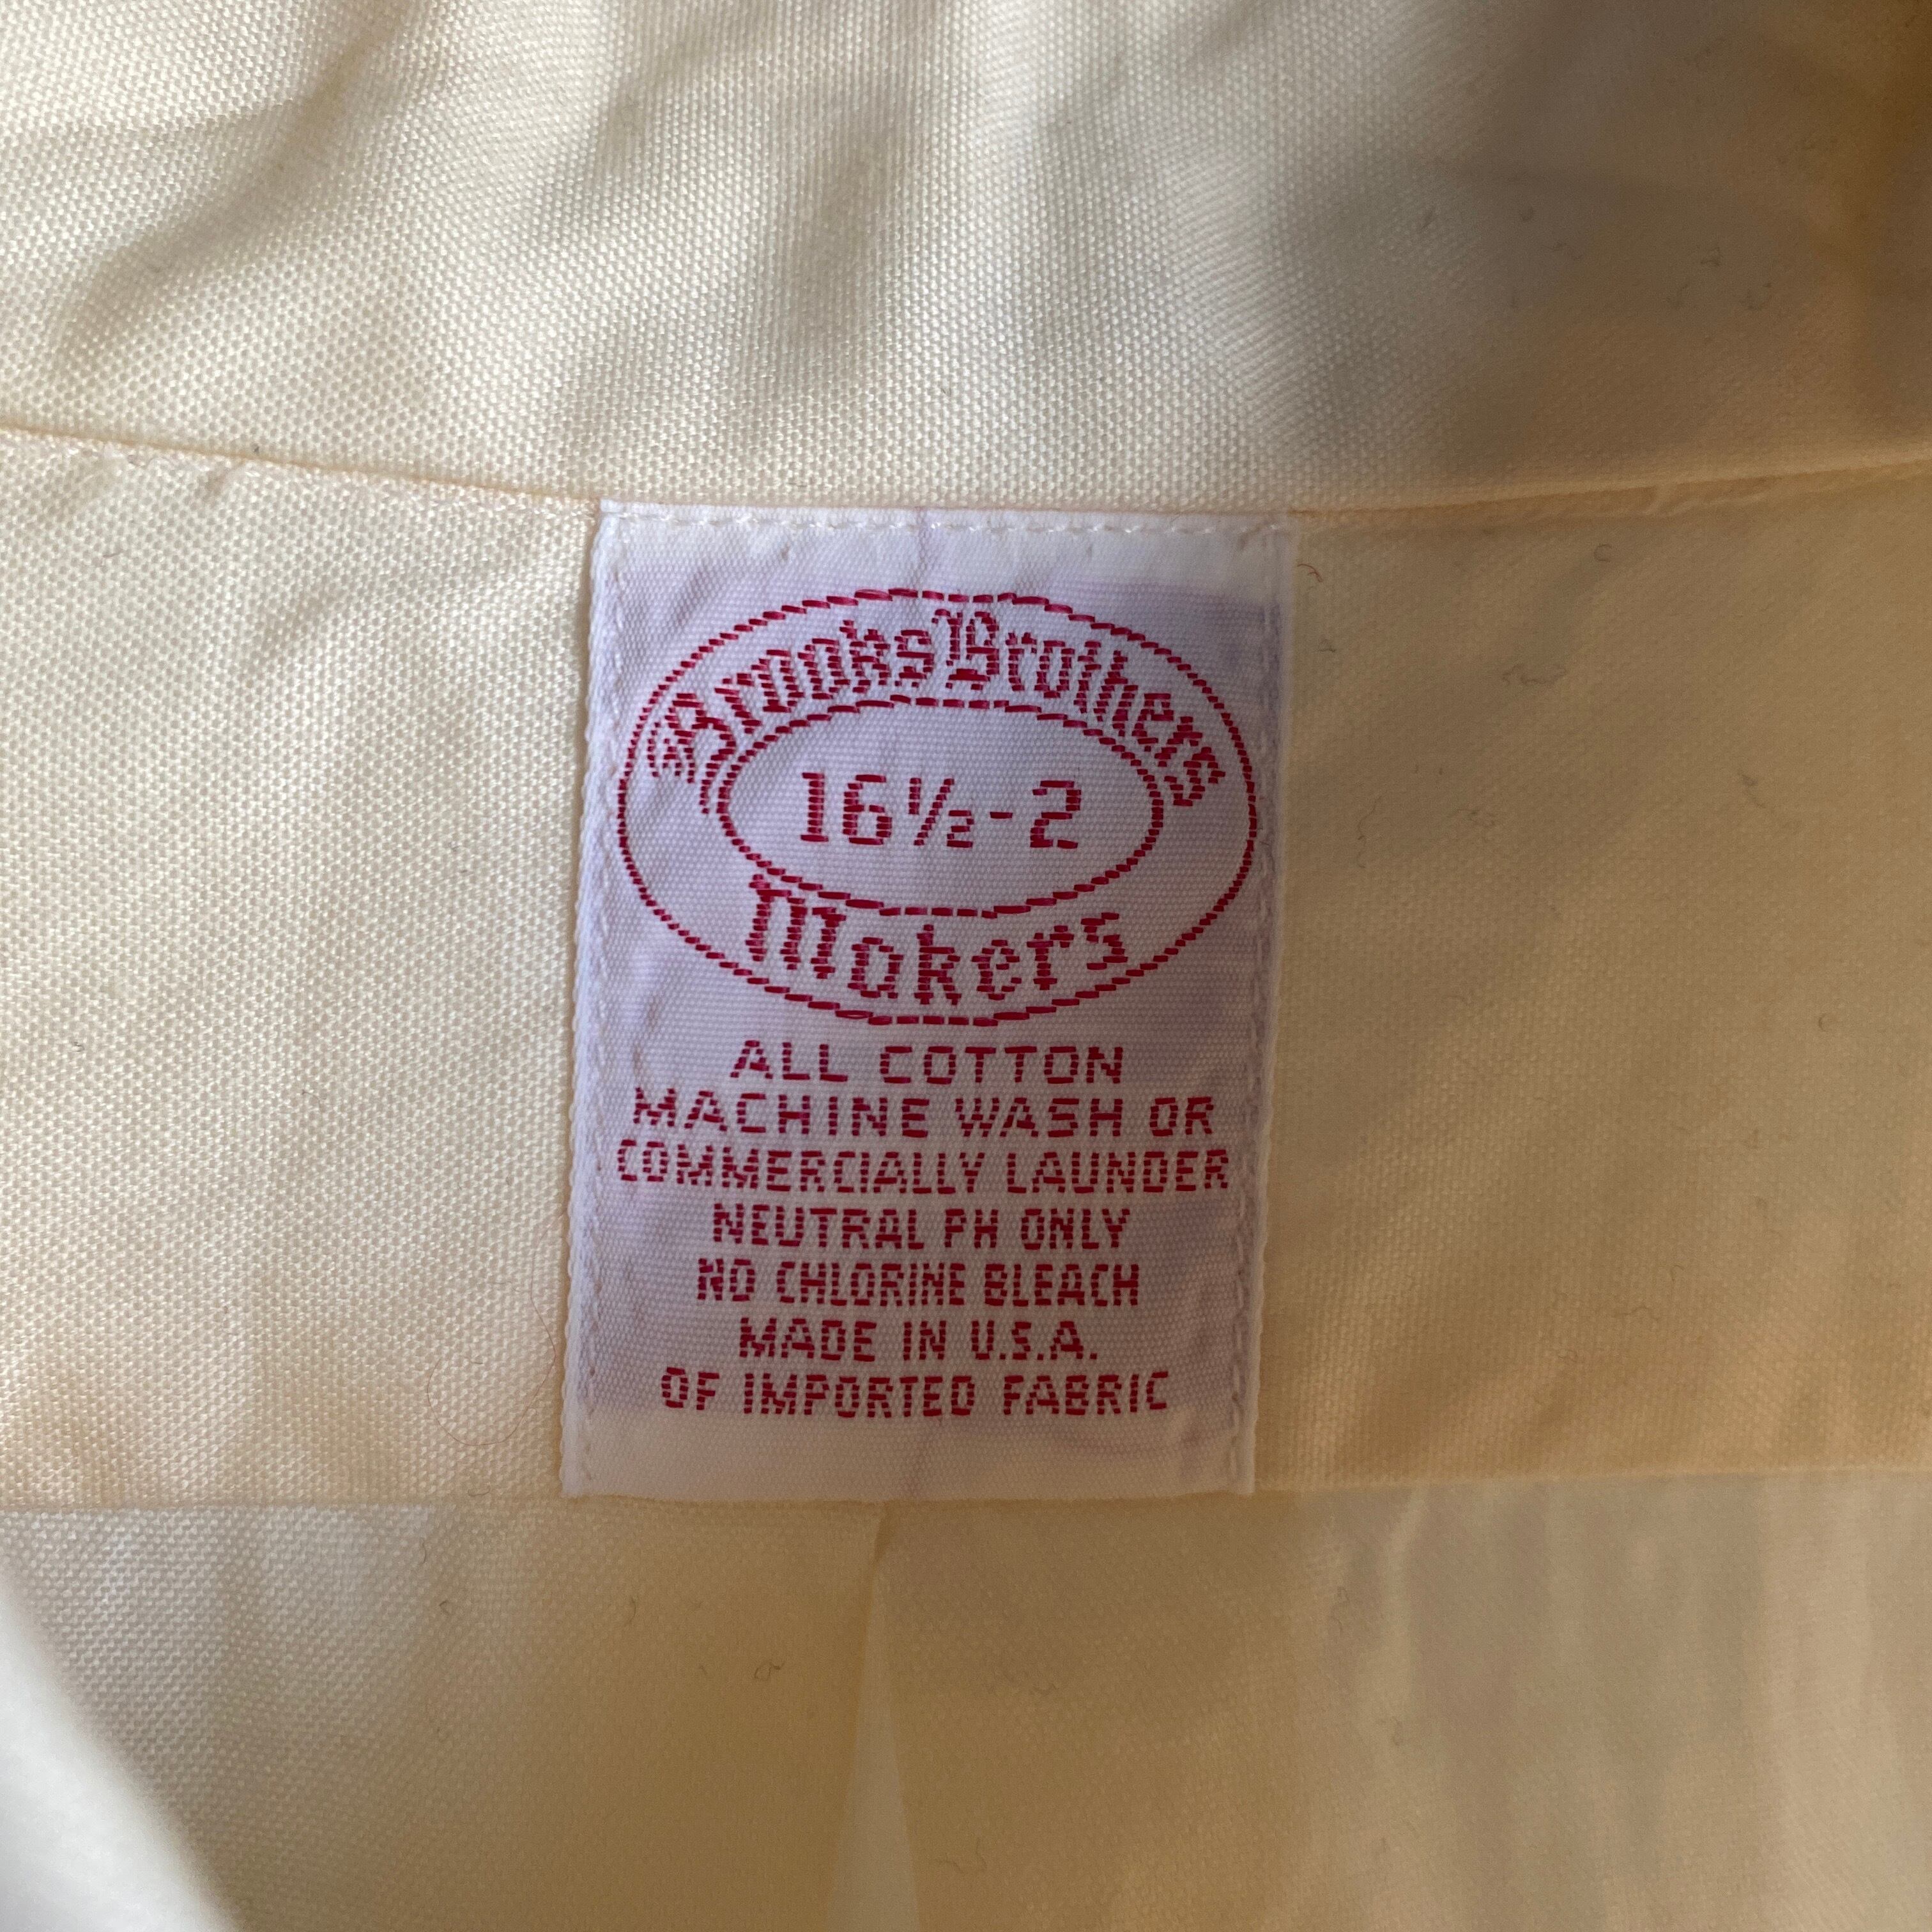 Brooks Brothers
16½-2
Makers
ALL COTTON
MACHINE WASH OR
COMMERCIALLY LAUNDER
NEUTRAL PH ONLY
NO CHLORINE BLEACH
MADE IN U.S.A.
OF IMPORTED FABRIC